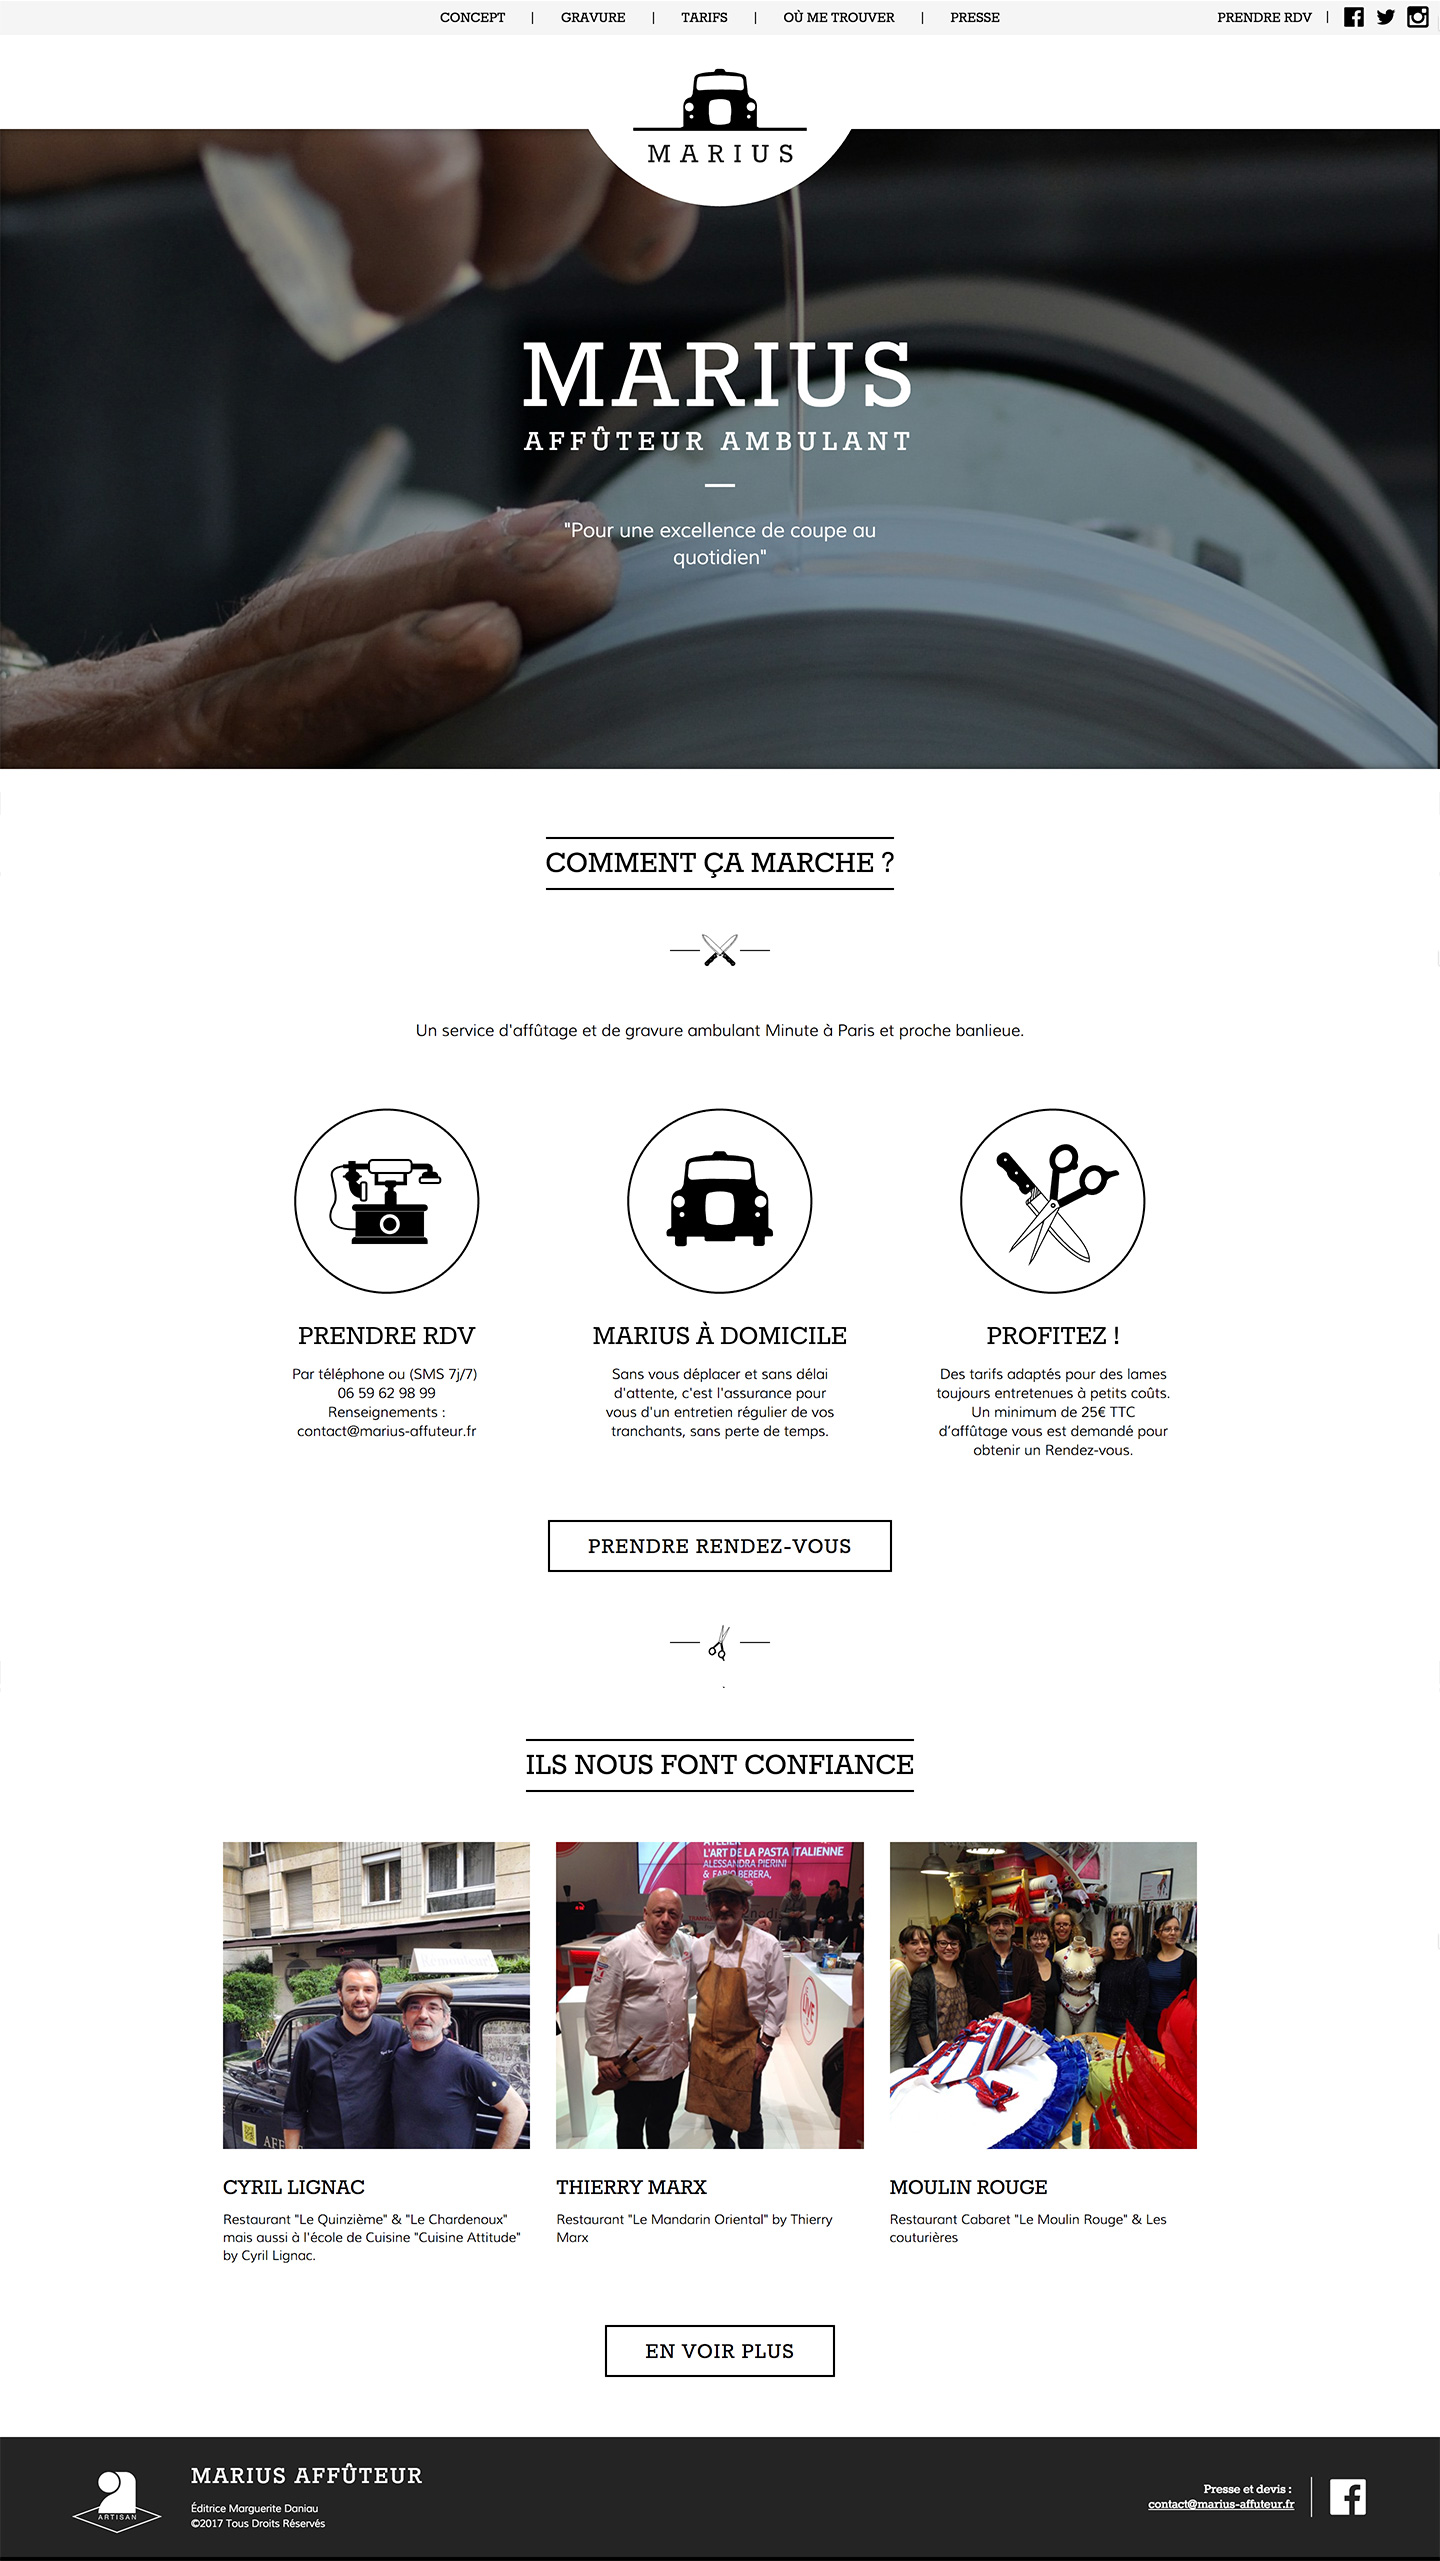 CONCEPT | GRAVURE | TARIFS | OÙ ME TROUVER | PRESSE
PRENDRE RDV |
MARIUS
MARIUS
AFFÛTEUR AMBULANT
"Pour une excellence de coupe au
quotidien"
COMMENT ÇA MARCHE ?
Un service d'affûtage et de gravure ambulant Minute à Paris et proche banlieue.
PRENDRE RDV
Par téléphone ou (SMS 7j/7)
06 59 62 98 99
Renseignements :
contact@marius-affuteur.fr
MARIUS À DOMICILE
Sans vous déplacer et sans délai
d'attente, c'est l'assurance pour
vous d'un entretien régulier de vos
tranchants, sans perte de temps.
PROFITEZ !
Des tarifs adaptés pour des lames
toujours entretenues à petits coûts.
Un minimum de 25€ TTC
d’affûtage vous est demandé pour
obtenir un Rendez-vous.
PRENDRE RENDEZ-VOUS
.
ILS NOUS FONT CONFIANCE
Rémouleur
AFF
ATELIER
L'ART DE LA PASTA ITALIENNE
ALESSANDRA PIERINI
& FABIO BERERA,
LIVE
CYRIL LIGNAC
Restaurant "Le Quinzième" & "Le Chardenoux"
mais aussi à l'école de Cuisine "Cuisine Attitude"
by Cyril Lignac.
THIERRY MARX
Restaurant "Le Mandarin Oriental" by Thierry
Marx
MOULIN ROUGE
Restaurant Cabaret "Le Moulin Rouge" & Les
couturières
EN VOIR PLUS
ARTISAN
MARIUS AFFÛTEUR
Éditrice Marguerite Daniau
©2017 Tous Droits Réservés
Presse et devis :
contact@marius-affuteur.fr